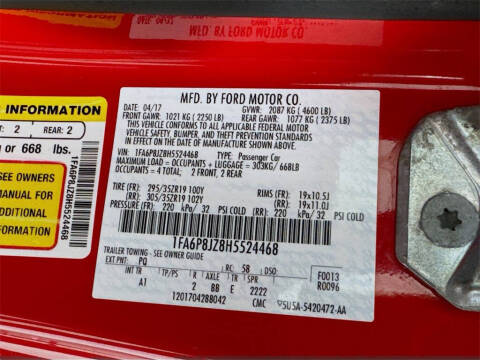 MFD. BY FORD MOTOR CO.
DATE: 04/17 GVWR: 2087 KG ( 4600 LB)
FRONT GAWR: 1021 KG ( 2250 LB) REAR GAWR: 1077 KG ( 2375 LB)
THIS VEHICLE CONFORMS TO ALL APPLICABLE FEDERAL MOTOR
VEHICLE SAFETY, BUMPER, AND THEFT PREVENTION STANDARDS
IN EFFECT ON THE DATE OF MANUFACTURE SHOWN ABOVE.
VIN: 1FA6P8JZ8H5524468 TYPE: Passenger Car
MAX LOAD = OCCUPANTS + LUGGAGE = 303KG / 668LB
OCCUPANTS = 4 TOTAL: 2 FRONT, 2 REAR
TIRE (FR): 295/35ZR19 100Y RIMS (FR): 19x10.5J
(RR): 305/35ZR19 102Y (RR): 19x11.0J
PRESSURE (FR): 220 KPA/ 32 PSI COLD (RR): 220 KPA/ 32 PSI COLD
1FA6P8JZ8H5524468
TRAILER TOWING - SEE OWNER GUIDE
EXT PNT: PQ RC: 58 DSO: F0013
INT TR TP/PS R AXLE TR SPR R0096
A1 2 BB E 2222
1201704288042 CMC 5U5A-5420472-AA
INFORMATION
2 REAR: 2
or 668 lbs.
SEE OWNERS
MANUAL FOR
ADDITIONAL
INFORMATION
1FA6P8JZ8H5524468